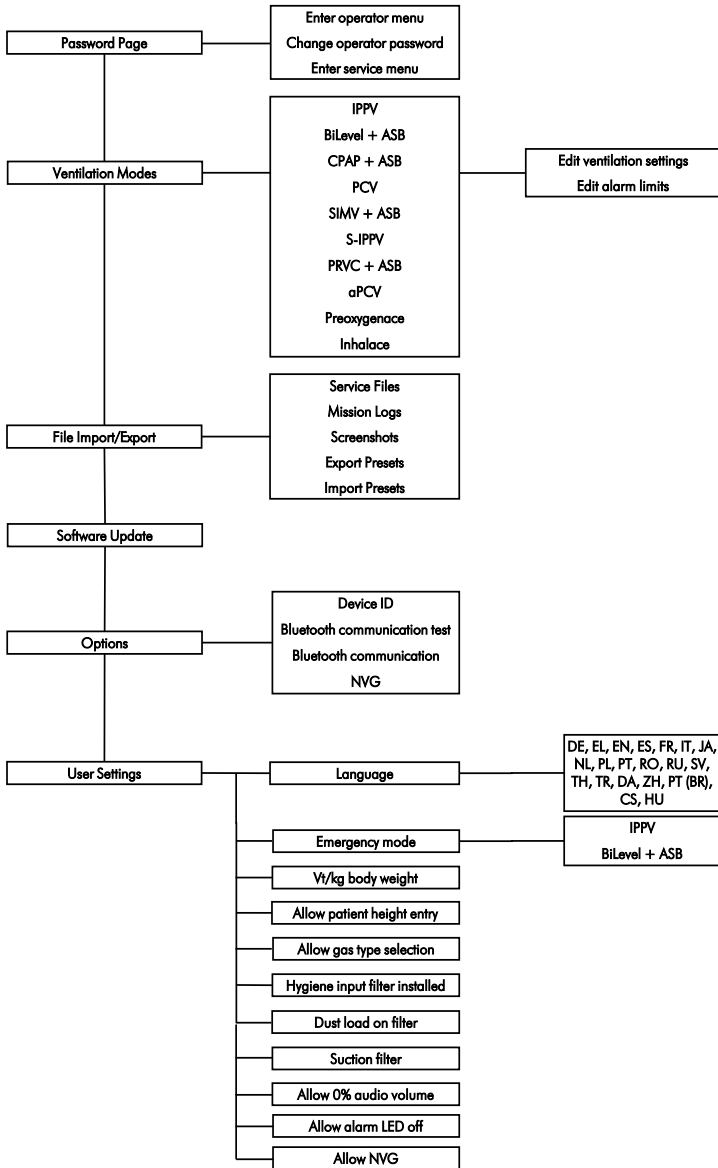 Password Page
Enter operator menu
Change operator password
Enter service menu
Ventilation Modes
IPPV
BiLevel + ASB
CPAP + ASB
PCV
SIMV + ASB
S-IPPV
PRVC + ASB
aPCV
Preoxygenace
Inhalace
Edit ventilation settings
Edit alarm limits
File Import/Export
Service Files
Mission Logs
Screenshots
Export Presets
Import Presets
Software Update
Options
Device ID
Bluetooth communication test
Bluetooth communication
NVG
User Settings
Language
DE, EL, EN, ES, FR, IT, JA,
NL, PL, PT, RO, RU, SV,
TH, TR, DA, ZH, PT (BR),
CS, HU
Emergency mode
IPPV
BiLevel + ASB
Vt/kg body weight
Allow patient height entry
Allow gas type selection
Hygiene input filter installed
Dust load on filter
Suction filter
Allow 0% audio volume
Allow alarm LED off
Allow NVG